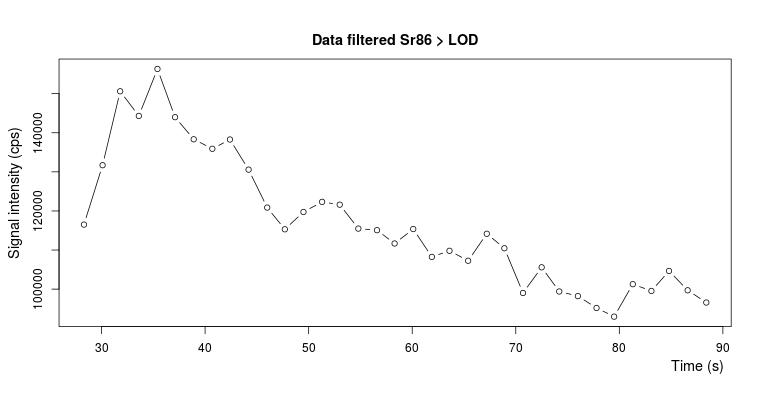 Data filtered Sr86 > LOD
Signal intensity (cps)
140000
120000
100000
30 40 50 60 70 80 90
Time (s)